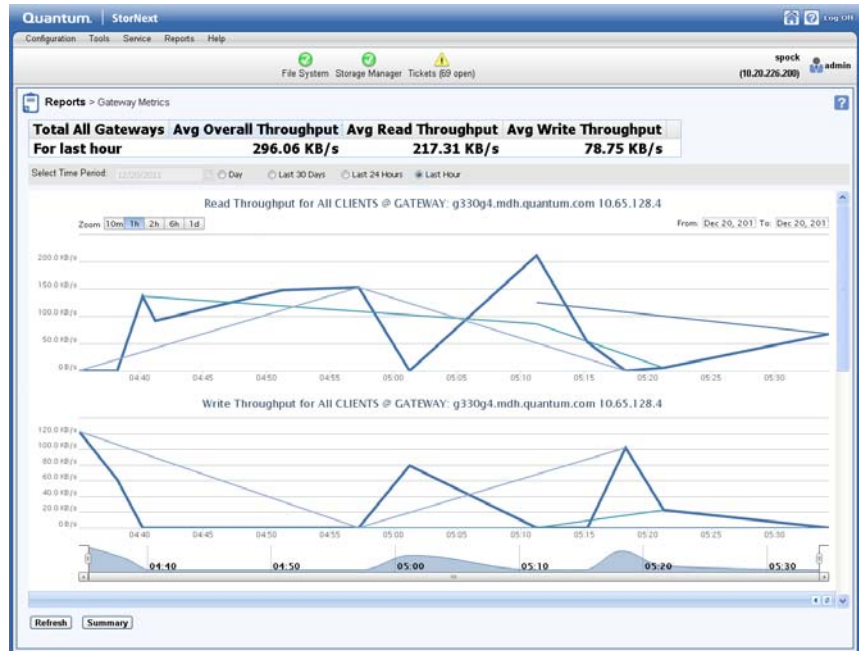 Quantum. StorNext Log Off
Configuration Tools Service Reports Help
File System Storage Manager Tickets (69 open)
spock
(10.20.226.200)
admin
Reports > Gateway Metrics
Total All Gateways Avg Overall Throughput Avg Read Throughput Avg Write Throughput
For last hour 296.06 KB/s 217.31 KB/s 78.75 KB/s
Select Time Period: 12/20/2011 Day Last 30 Days Last 24 Hours Last Hour
Read Throughput for All CLIENTS @ GATEWAY: g330g4.mdh.quantum.com 10.65.128.4
Zoom 10m 1h 2h 6h 1d From: Dec 20, 201 To: Dec 20, 201
200.0 KB/s
150.0 KB/s
100.0 KB/s
50.0 KB/s
0 B/s
04:40 04:45 04:50 04:55 05:00 05:05 05:10 05:15 05:20 05:25 05:30
Write Throughput for All CLIENTS @ GATEWAY: g330g4.mdh.quantum.com 10.65.128.4
120.0 KB/s
100.0 KB/s
80.0 KB/s
60.0 KB/s
40.0 KB/s
20.0 KB/s
0 B/s
04:40 04:45 04:50 04:55 05:00 05:05 05:10 05:15 05:20 05:25 05:30
04:40 04:50 05:00 05:10 05:20 05:30
Refresh Summary